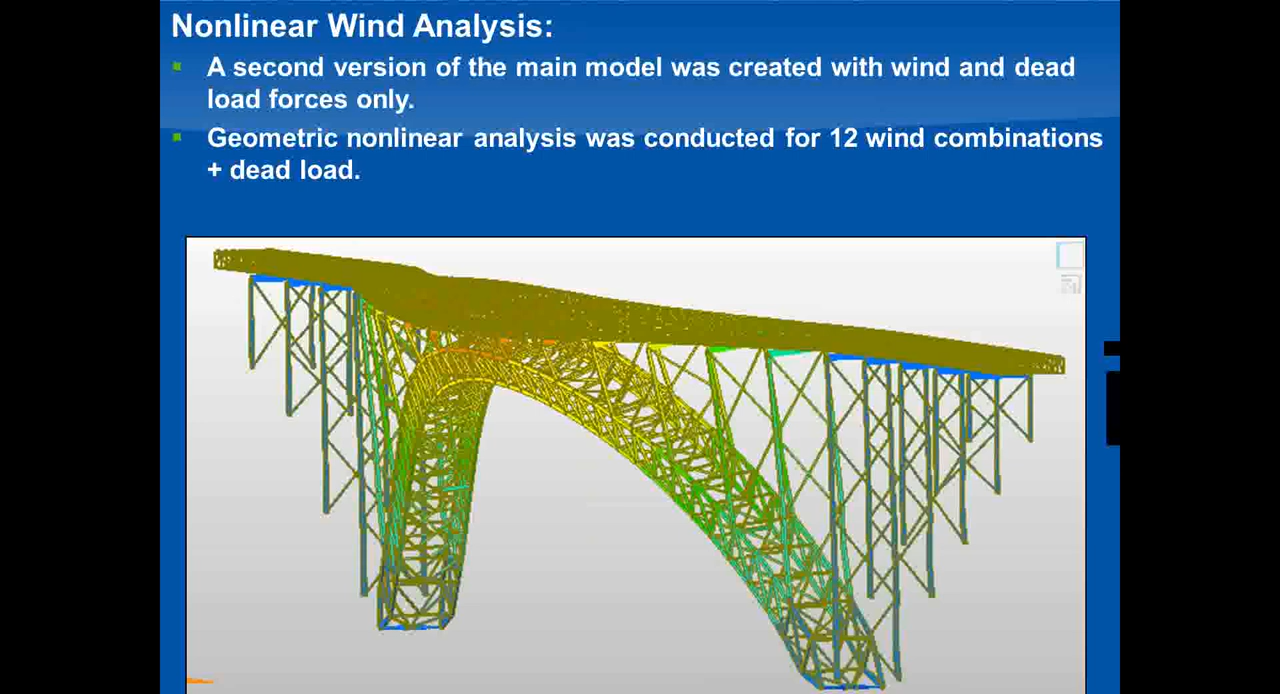 Nonlinear Wind Analysis:
A second version of the main model was created with wind and dead
load forces only.
Geometric nonlinear analysis was conducted for 12 wind combinations
+ dead load.